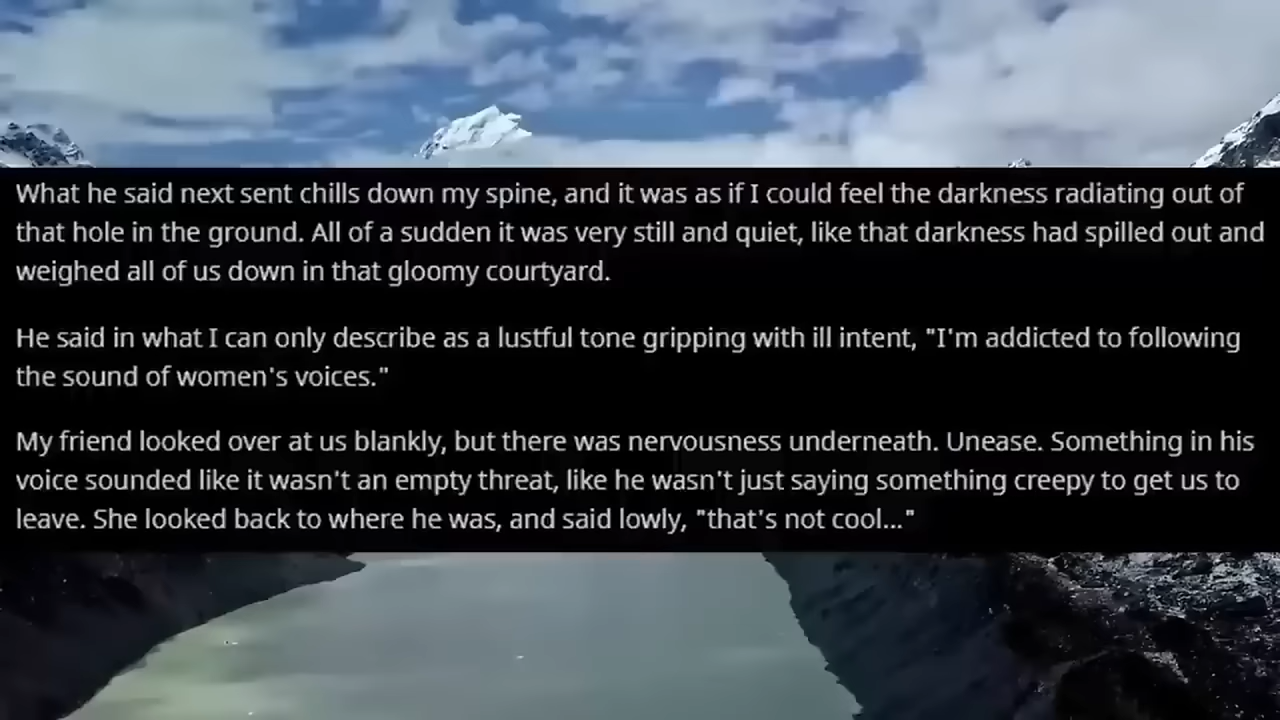 What he said next sent chills down my spine, and it was as if I could feel the darkness radiating out of
that hole in the ground. All of a sudden it was very still and quiet, like that darkness had spilled out and
weighed all of us down in that gloomy courtyard.
He said in what I can only describe as a lustful tone gripping with ill intent, "I'm addicted to following
the sound of women's voices."
My friend looked over at us blankly, but there was nervousness underneath. Unease. Something in his
voice sounded like it wasn't an empty threat, like he wasn't just saying something creepy to get us to
leave. She looked back to where he was, and said lowly, "that's not cool..."